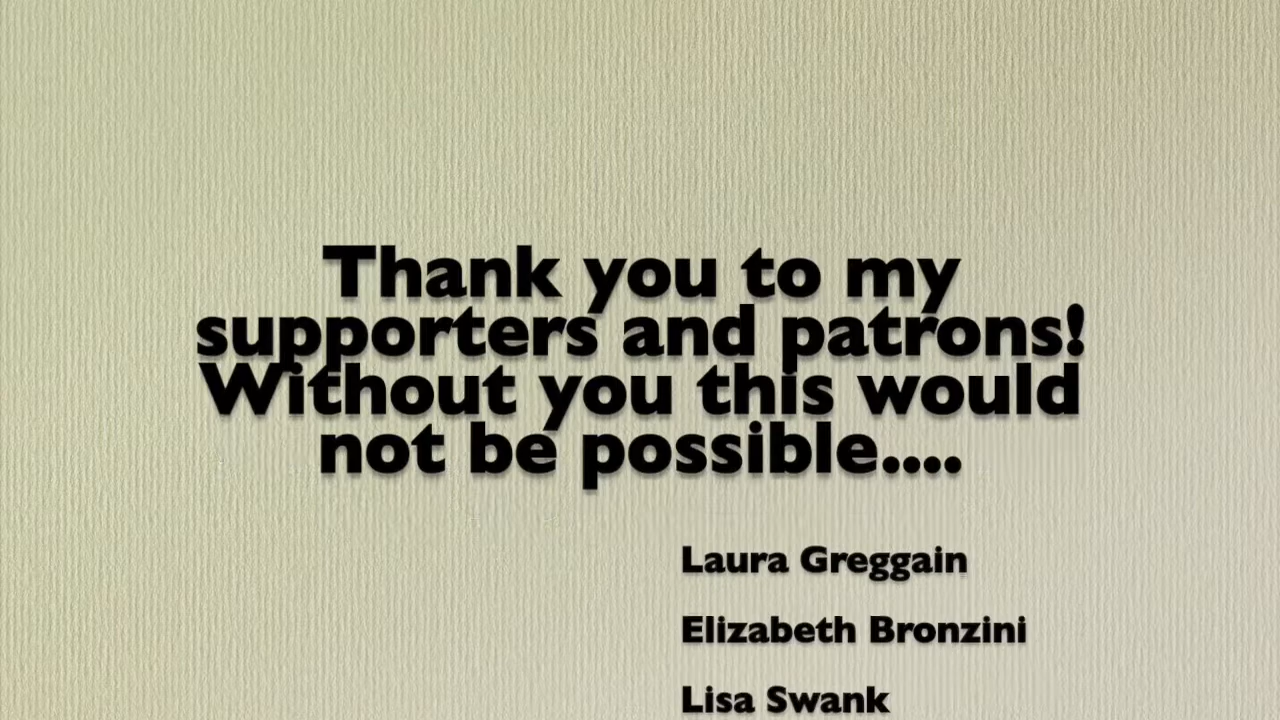 Thank you to my
supporters and patrons!
Without you this would
not be possible....
Laura Greggain
Elizabeth Bronzini
Lisa Swank